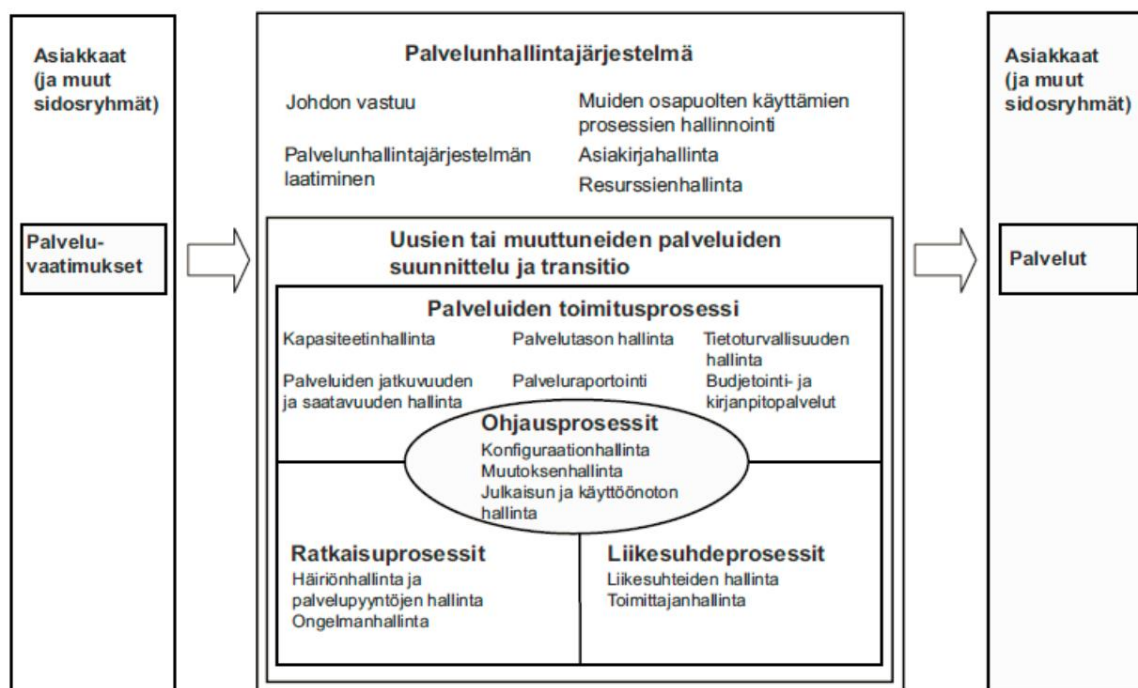 Asiakkaat
(ja muut
sidosryhmät)
Palvelu-
vaatimukset
Palvelunhallintajärjestelmä
Johdon vastuu
Palvelunhallintajärjestelmän
laatiminen
Muiden osapuolten käyttämien
prosessien hallinnointi
Asiakirjahallinta
Resurssienhallinta
Uusien tai muuttuneiden palveluiden
suunnittelu ja transitio
Palveluiden toimitusprosessi
Kapasiteetinhallinta
Palveluiden jatkuvuuden
ja saatavuuden hallinta
Palvelutason hallinta
Palveluraportointi
Tietoturvallisuuden
hallinta
Budjetointi- ja
kirjanpitopalvelut
Ohjausprosessit
Konfiguraationhallinta
Muutoksenhallinta
Julkaisun ja käyttöönoton
hallinta
Ratkaisuprosessit
Häiriönhallinta ja
palvelupyyntöjen hallinta
Ongelmanhallinta
Liikesuhdeprosessit
Liikesuhteiden hallinta
Toimittajanhallinta
Asiakkaat
(ja muut
sidosryhmät)
Palvelut